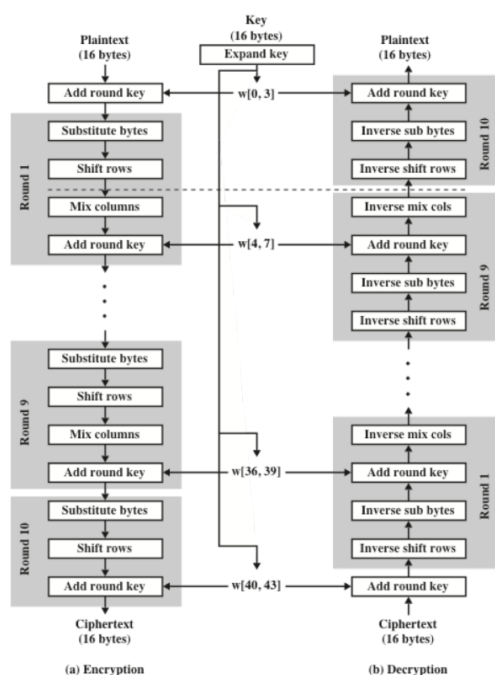 Key
(16 bytes)
Expand key
Plaintext
(16 bytes)
Add round key
Substitute bytes
Shift rows
Mix columns
Add round key
Round 1
Substitute bytes
Shift rows
Mix columns
Add round key
Round 9
Substitute bytes
Shift rows
Add round key
Round 10
Ciphertext
(16 bytes)
(a) Encryption
w[0, 3]
w[4, 7]
w[36, 39]
w[40, 43]
Plaintext
(16 bytes)
Add round key
Inverse sub bytes
Inverse shift rows
Round 10
Inverse mix cols
Add round key
Inverse sub bytes
Inverse shift rows
Round 9
Inverse mix cols
Add round key
Inverse sub bytes
Inverse shift rows
Round 1
Add round key
Ciphertext
(16 bytes)
(b) Decryption